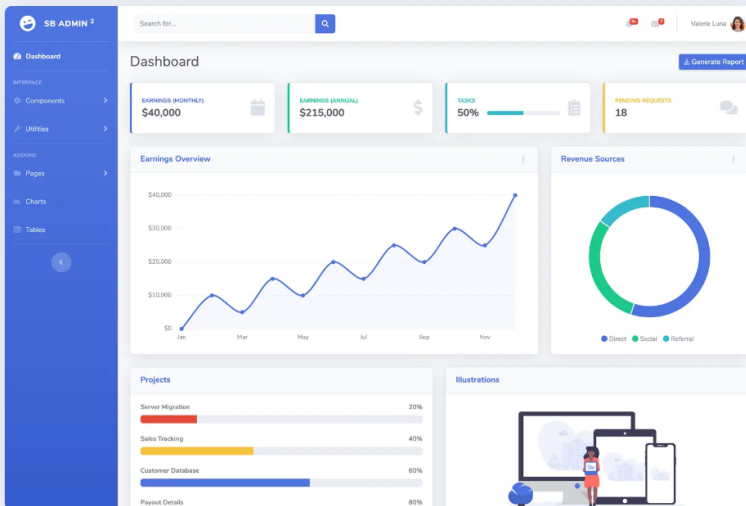 SB ADMIN 2
Search for...
Valerie Luna
Dashboard
INTERFACE
Components
Utilities
ADDONS
Pages
Charts
Tables
Dashboard
Generate Report
EARNINGS (MONTHLY)
$40,000
EARNINGS (ANNUAL)
$215,000
TASKS
50%
PENDING REQUESTS
18
Earnings Overview
$40,000
$30,000
$20,000
$10,000
$0
Jan Mar May Jul Sep Nov
Revenue Sources
Direct Social Referral
Projects
Server Migration 20%
Sales Tracking 40%
Customer Database 60%
Payout Details 80%
Illustrations